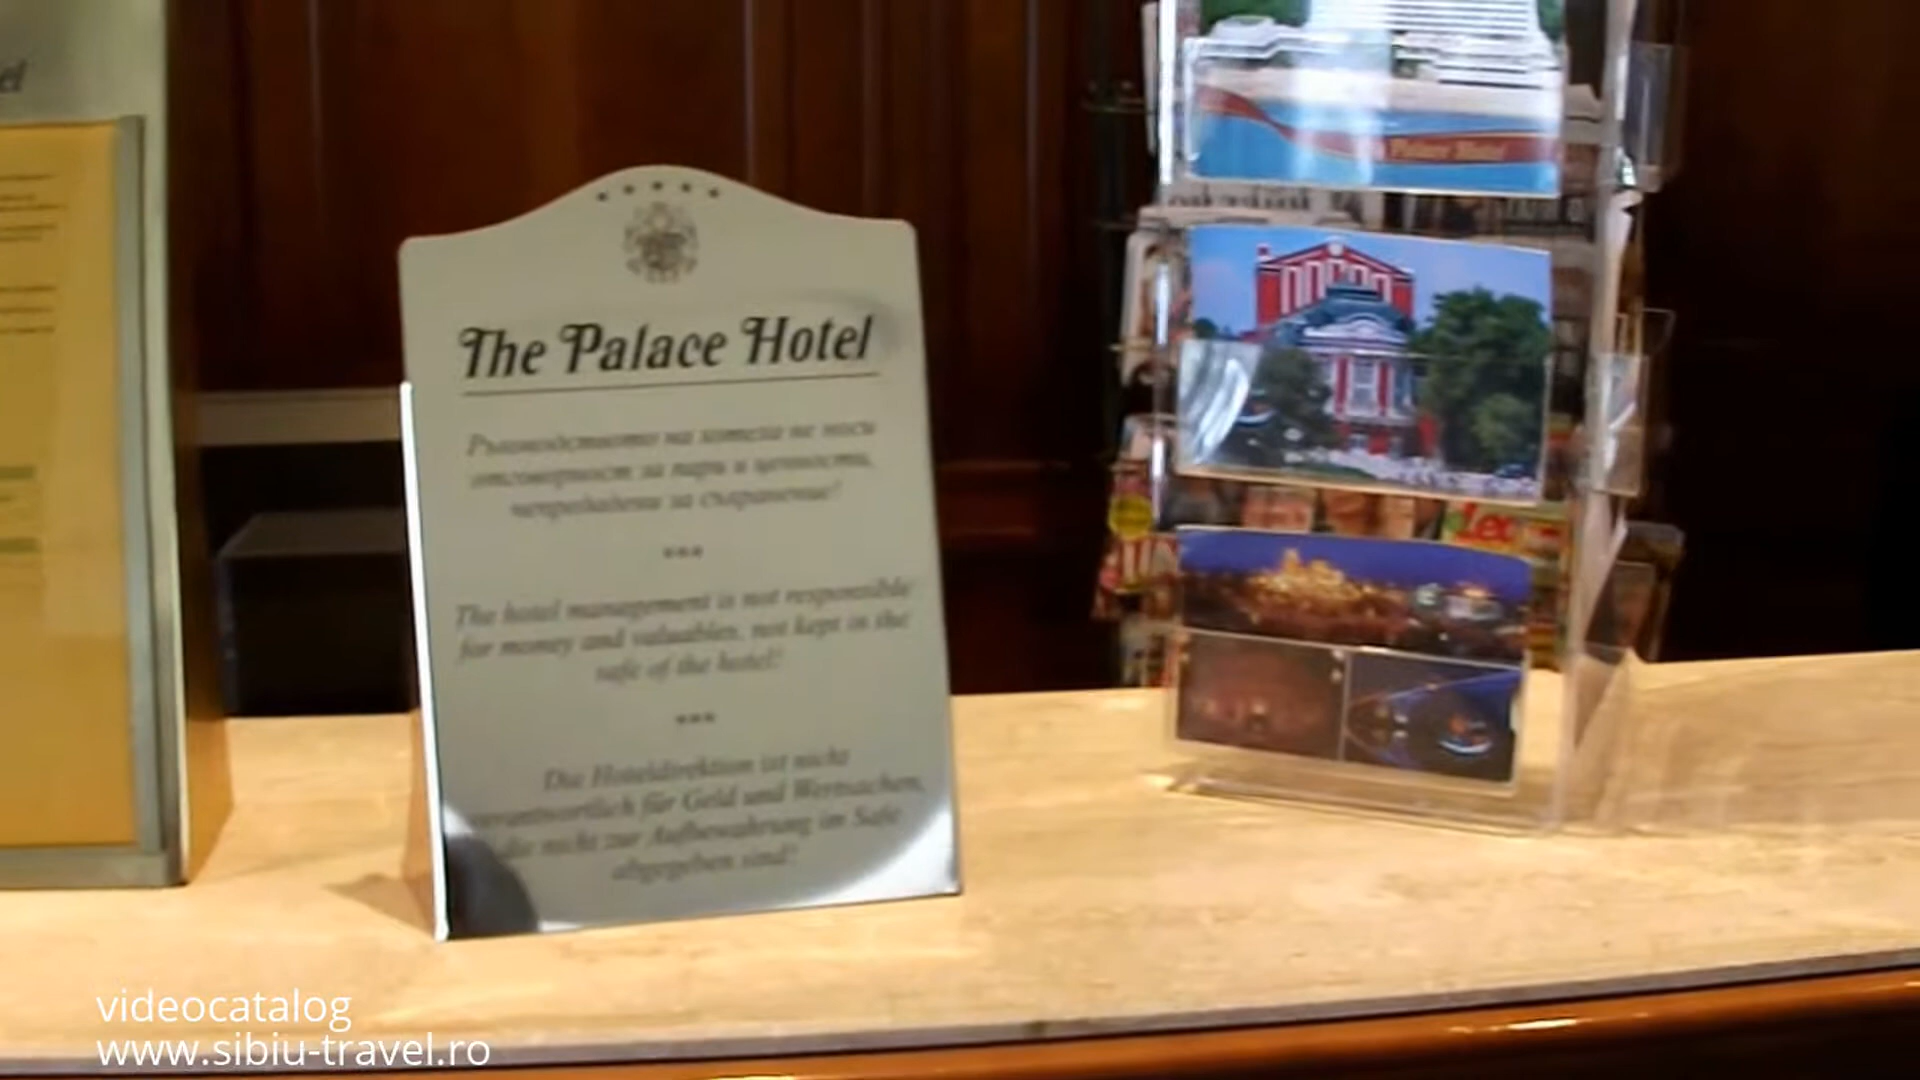 el
The Palace Hotel
Ръководството на хотела не носи
отговорност за пари и ценности,
непредадени за съхранение!
***
The hotel management is not responsible
for money and valuables, not kept in the
safe of the hotel!
***
Die Hoteldirektion ist nicht
verantwortlich für Geld und Wertsachen,
die nicht zur Aufbewahrung im Safe
abgegeben sind!
Palace Hotel
videocatalog
www.sibiu-travel.ro